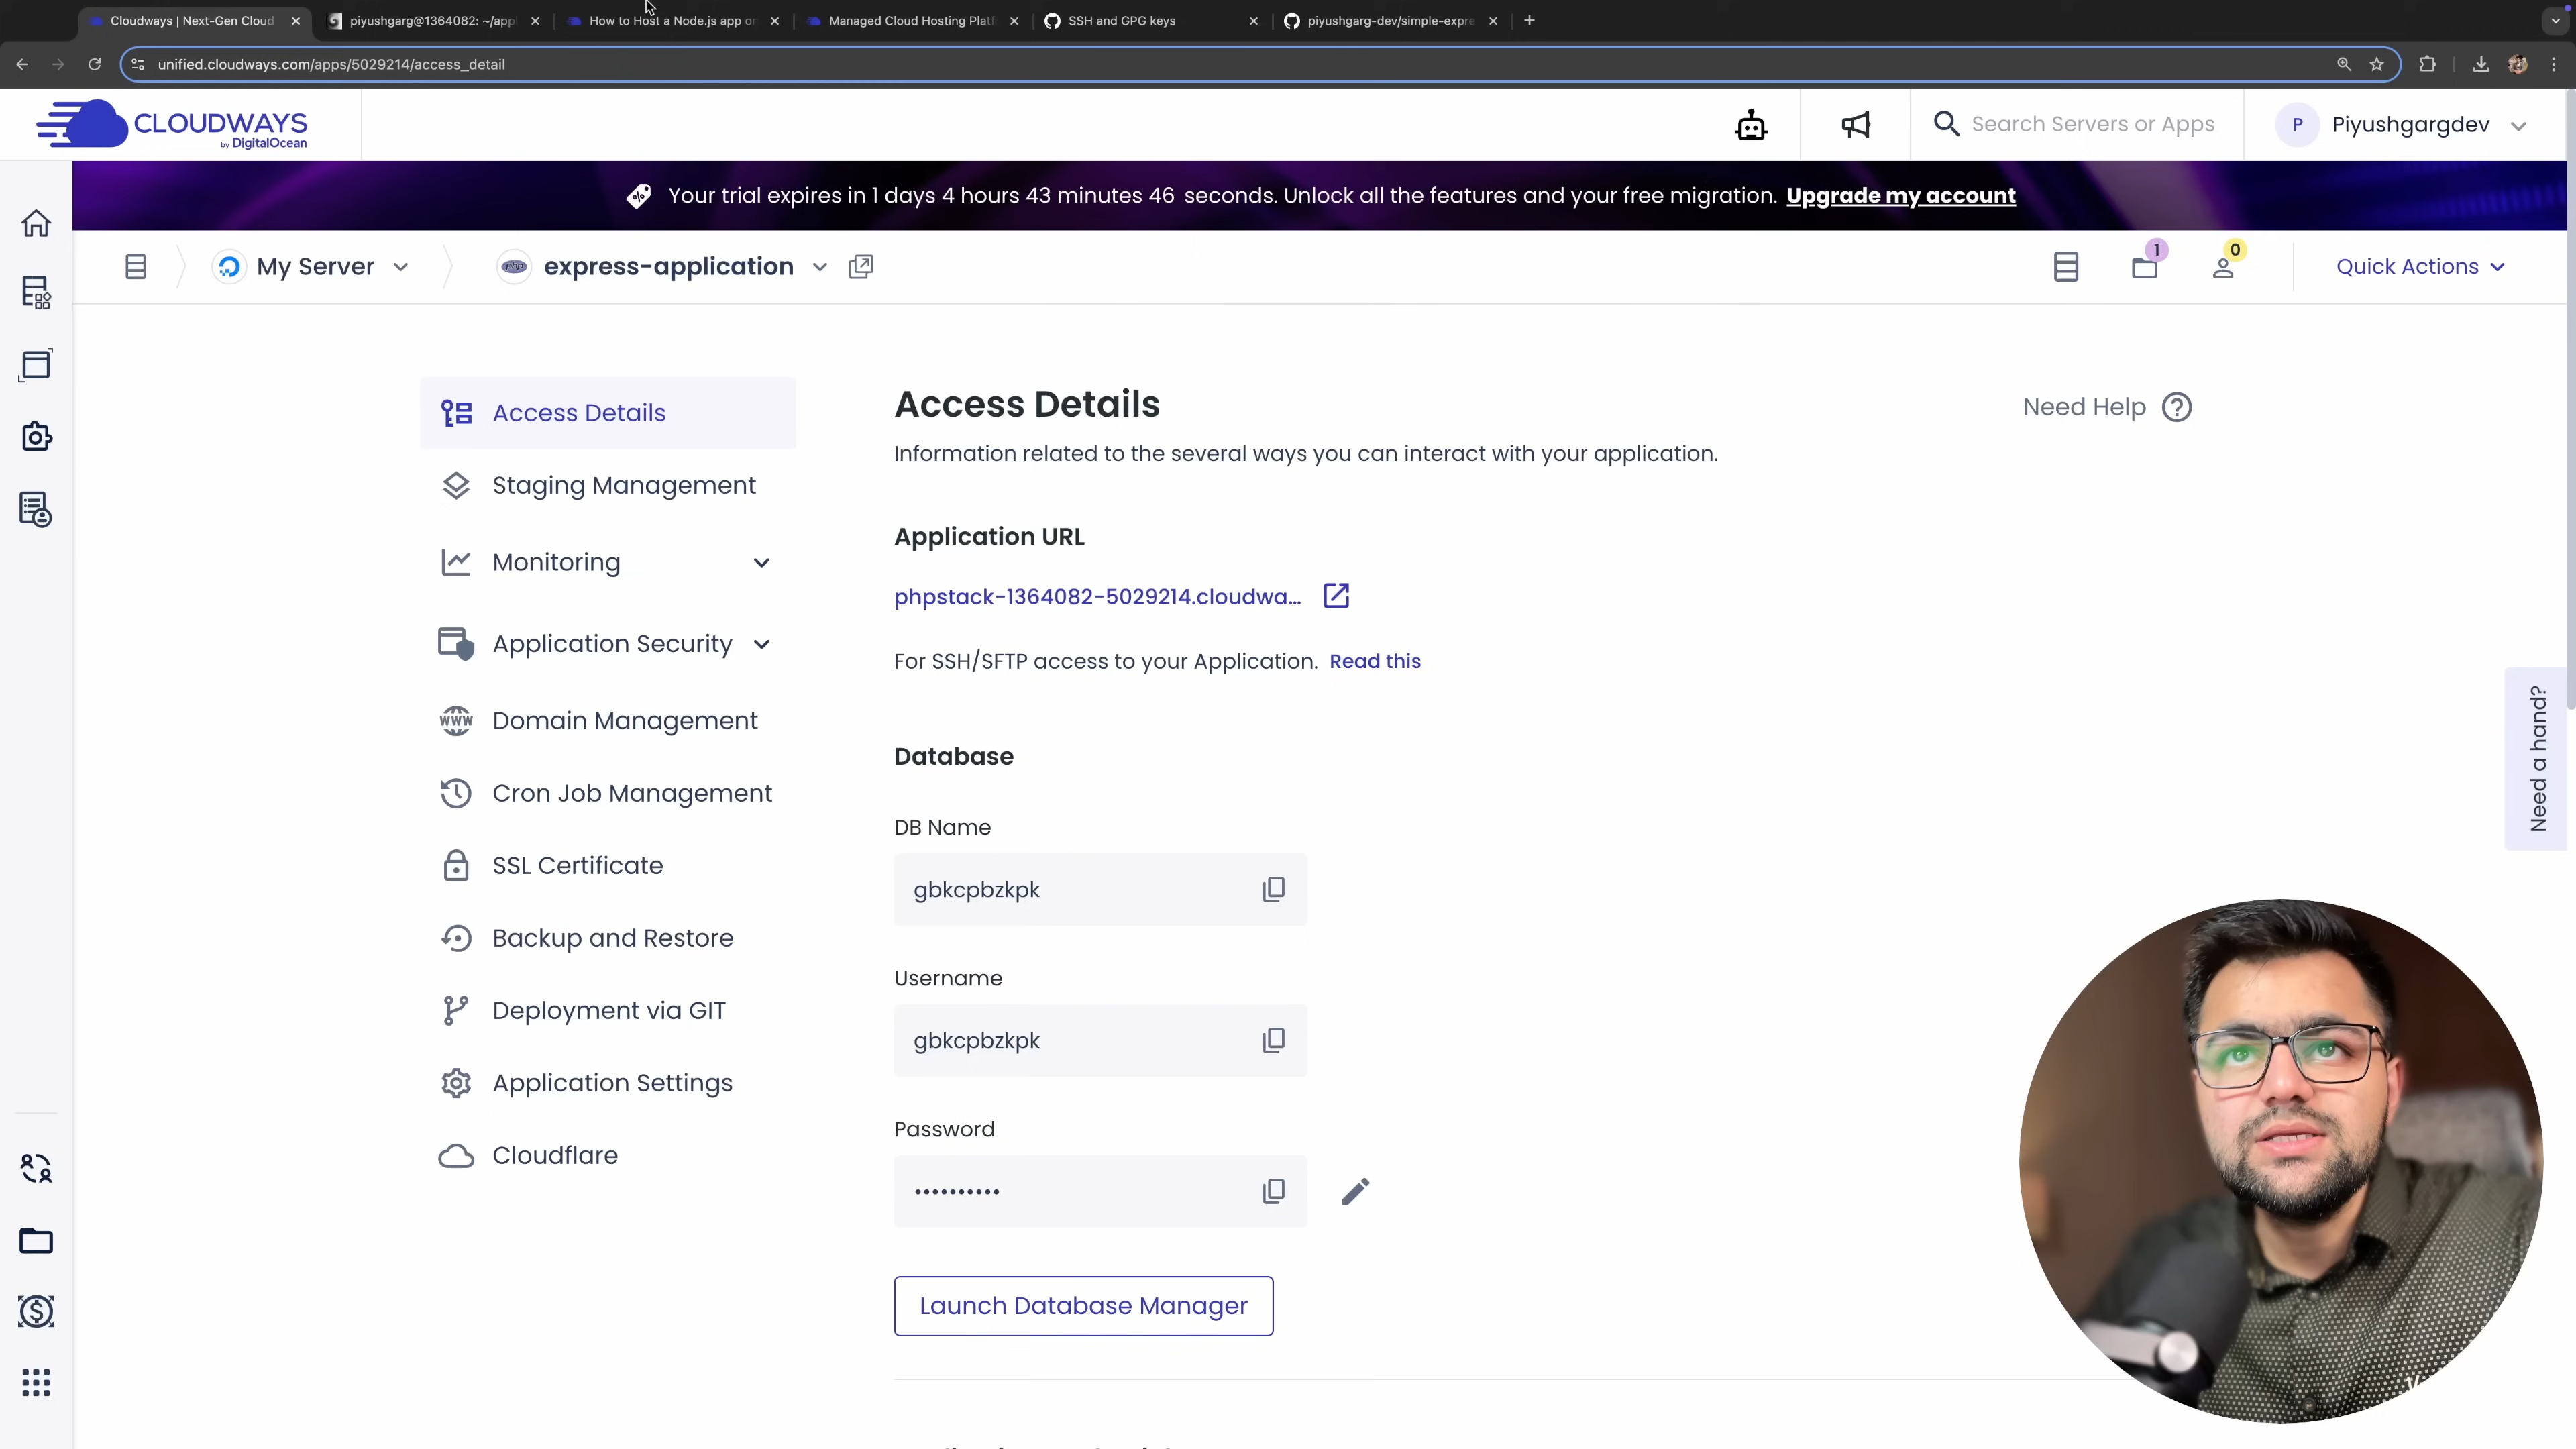 Cloudways | Next-Gen Cloud
piyushgarg@1364082: ~/appl
How to Host a Node.js app on
Managed Cloud Hosting Platf
SSH and GPG keys
piyushgarg-dev/simple-expre
unified.cloudways.com/apps/5029214/access_detail
CLOUDWAYS
by DigitalOcean
Search Servers or Apps
P
Piyushgargdev
Your trial expires in 1 days 4 hours 43 minutes 46 seconds. Unlock all the features and your free migration. Upgrade my account
My Server
php
express-application
1
0
Quick Actions
Access Details
Staging Management
Monitoring
Application Security
WWW
Domain Management
Cron Job Management
SSL Certificate
Backup and Restore
Deployment via GIT
Application Settings
Cloudflare
Access Details
Need Help
Information related to the several ways you can interact with your application.
Application URL
phpstack-1364082-5029214.cloudwa...
For SSH/SFTP access to your Application. Read this
Database
DB Name
gbkcpbzkpk
Username
gbkcpbzkpk
Password
••••••••••
Launch Database Manager
Need a hand?